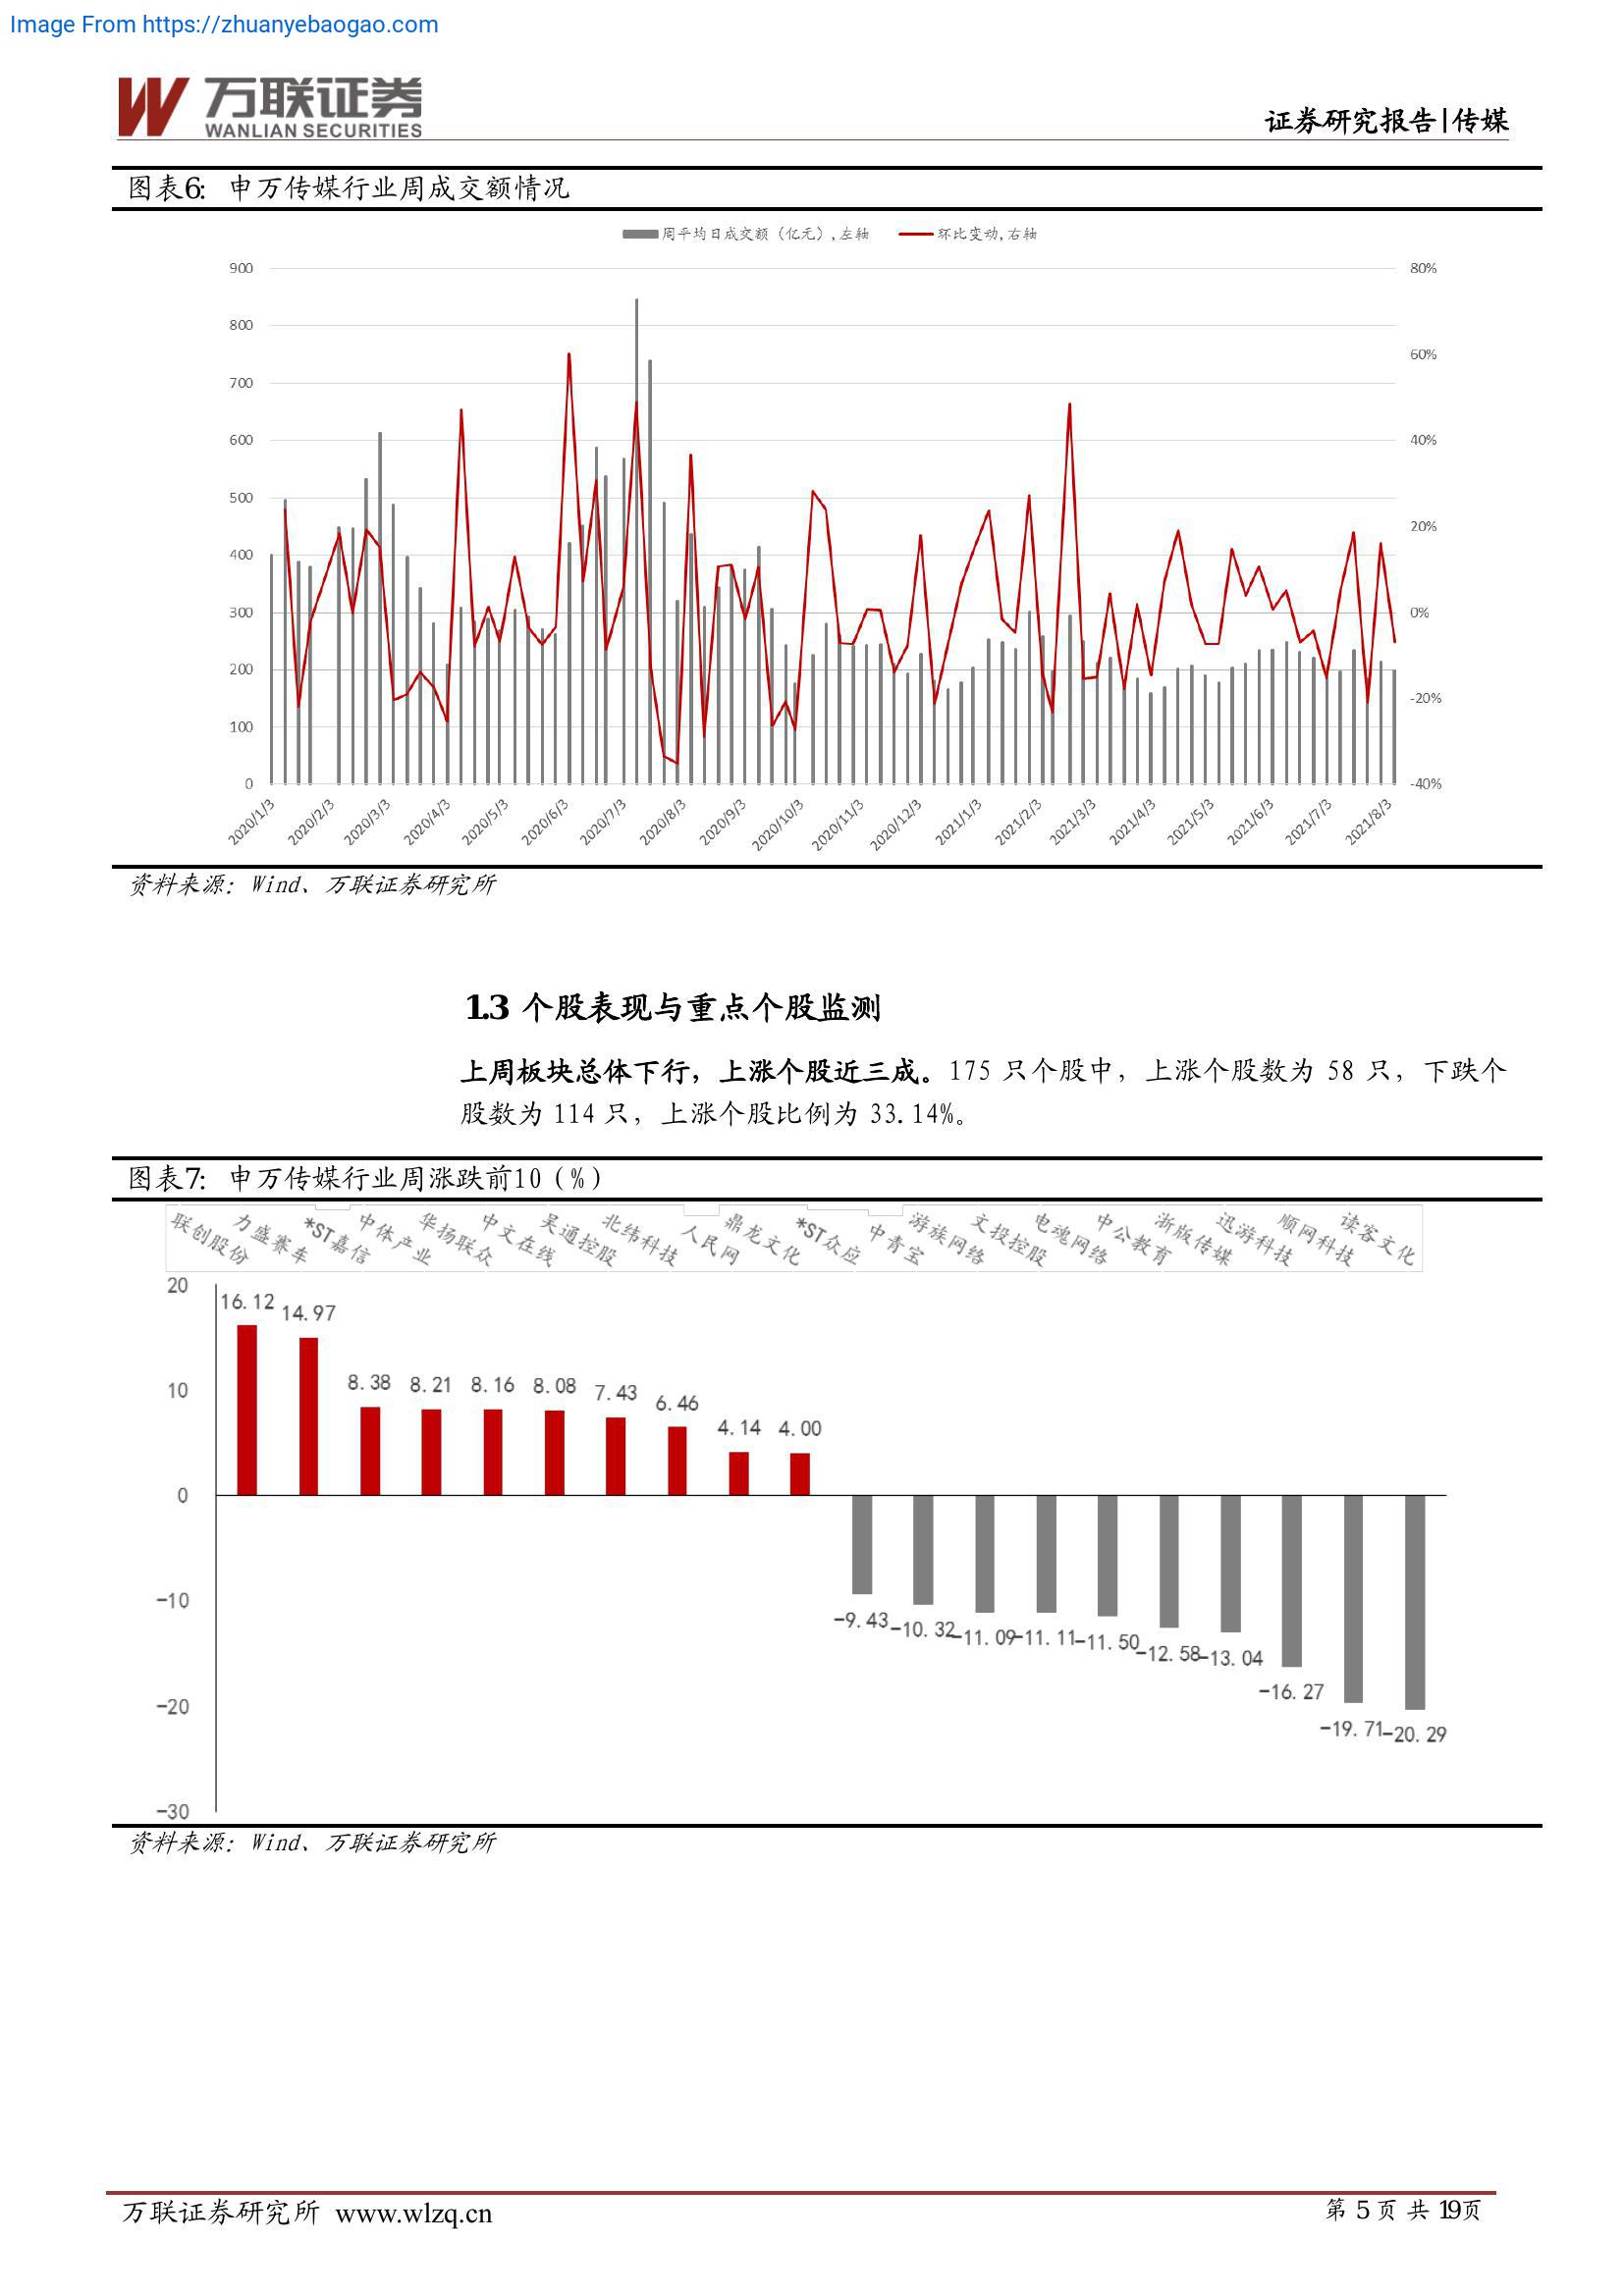 Image From https://zhuanyebaogao.com
万联证券
WANLIAN SECURITIES
证券研究报告|传媒
图表6: 申万传媒行业周成交额情况
周平均日成交额（亿元）,左轴 环比变动,右轴
900 80%
800
60%
700
600 40%
500
20%
400
300 0%
200
-20%
100
0 -40%
2020/1/3 2020/2/3 2020/3/3 2020/4/3 2020/5/3 2020/6/3 2020/7/3 2020/8/3 2020/9/3 2020/10/3 2020/11/3 2020/12/3 2021/1/3 2021/2/3 2021/3/3 2021/4/3 2021/5/3 2021/6/3 2021/7/3 2021/8/3
资料来源：Wind、万联证券研究所
1.3 个股表现与重点个股监测
上周板块总体下行，上涨个股近三成。175 只个股中，上涨个股数为 58 只，下跌个
股数为 114 只，上涨个股比例为 33.14%。
图表7: 申万传媒行业周涨跌前10（%）
联创股份 力盛赛车 *ST嘉信 中体产业 华扬联众 中文在线 吴通控股 北纬科技 人民网 鼎龙文化 *ST众应 中青宝 游族网络 文投控股 电魂网络 中公教育 浙版传媒 迅游科技 顺网科技 读客文化
20
16.12 14.97
10
8.38 8.21 8.16 8.08 7.43 6.46 4.14 4.00
0
-10
-9.43 -10.32 -11.09 -11.11 -11.50 -12.58 -13.04 -16.27 -19.71 -20.29
-20
-30
资料来源：Wind、万联证券研究所
万联证券研究所 www.wlzq.cn 第 5 页 共 19页